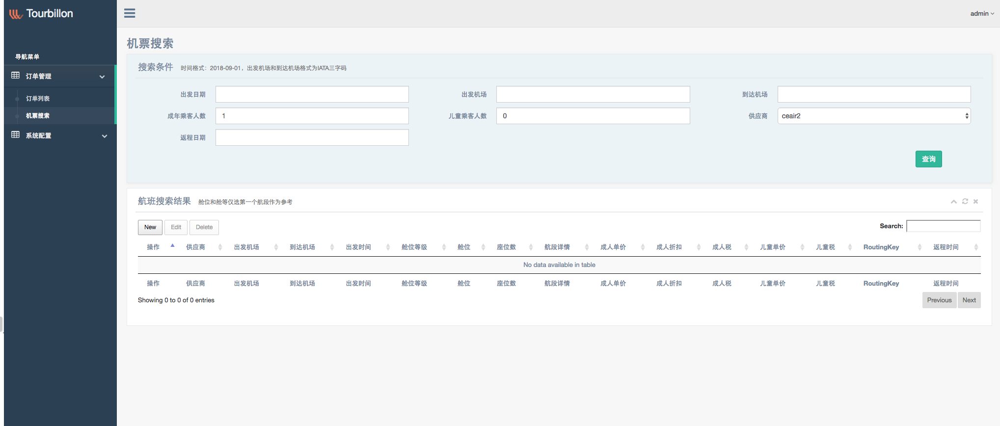 Tourbillon
admin
导航菜单
订单管理
订单列表
机票搜索
系统配置
机票搜索
搜索条件 时间格式：2018-09-01，出发机场和到达机场格式为IATA三字码
出发日期 出发机场 到达机场
成年乘客人数 1 儿童乘客人数 0 供应商 ceair2
返程日期
查询
航班搜索结果 舱位和舱等仅选第一个航段作为参考
New Edit Delete Search:
操作 供应商 出发机场 到达机场 出发时间 舱位等级 舱位 座位数 航段详情 成人单价 成人折扣 成人税 儿童单价 儿童税 RoutingKey 返程时间
No data available in table
操作 供应商 出发机场 到达机场 出发时间 舱位等级 舱位 座位数 航段详情 成人单价 成人折扣 成人税 儿童单价 儿童税 RoutingKey 返程时间
Showing 0 to 0 of 0 entries Previous Next